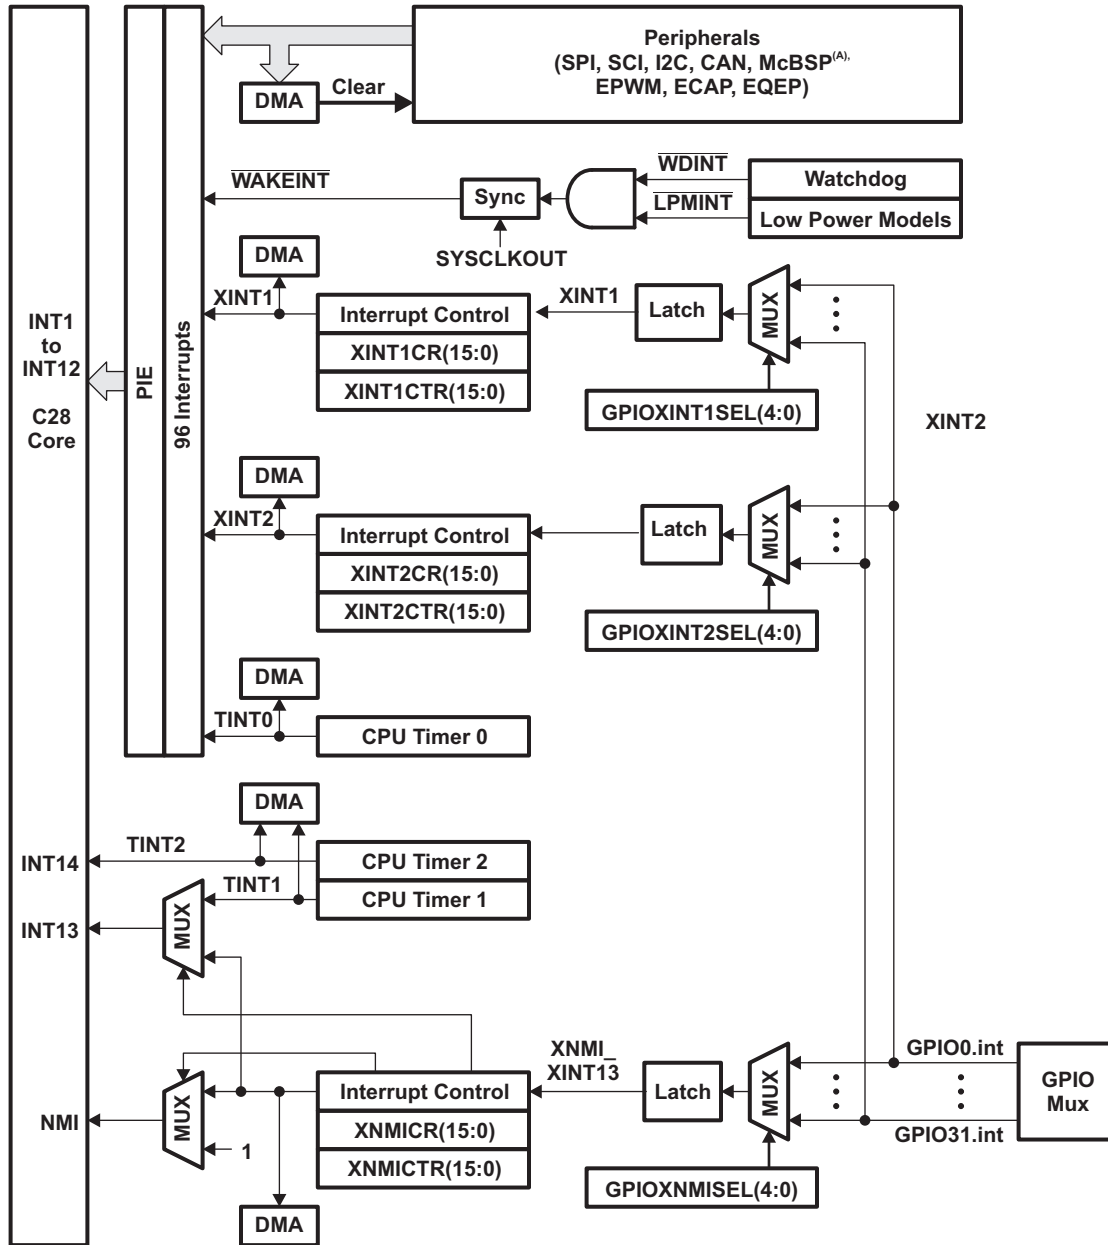 Peripherals
(SPI, SCI, I2C, CAN, McBSP(A),
EPWM, ECAP, EQEP)
DMA
Clear
WAKEINT
Sync
SYSCLKOUT
WDINT
LPMINT
Watchdog
Low Power Models
DMA
XINT1
Interrupt Control
XINT1CR(15:0)
XINT1CTR(15:0)
XINT1
Latch
MUX
GPIOXINT1SEL(4:0)
XINT2
INT1
to
INT12
C28
Core
PIE
96 Interrupts
DMA
XINT2
Interrupt Control
XINT2CR(15:0)
XINT2CTR(15:0)
Latch
MUX
GPIOXINT2SEL(4:0)
DMA
TINT0
CPU Timer 0
DMA
INT14
TINT2
CPU Timer 2
TINT1
CPU Timer 1
INT13
MUX
NMI
MUX
1
Interrupt Control
XNMICR(15:0)
XNMICTR(15:0)
DMA
XNMI_
XINT13
Latch
MUX
GPIOXNMISEL(4:0)
GPIO0.int
GPIO31.int
GPIO
Mux